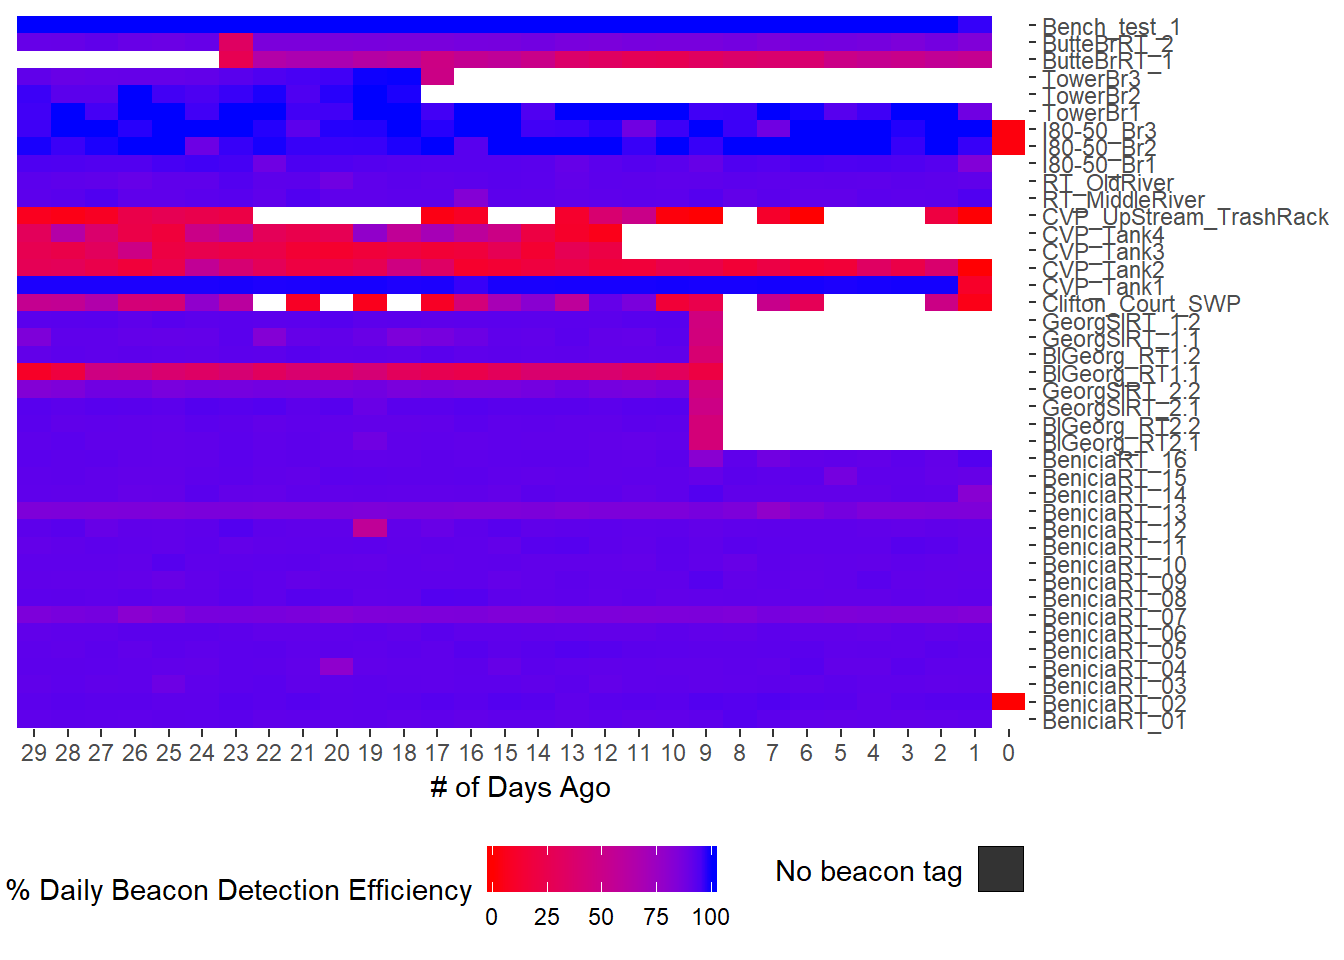 Bench_test_1
ButteBrRT_2
ButteBrRT_1
TowerBr3
TowerBr2
TowerBr1
I80-50_Br3
I80-50_Br2
I80-50_Br1
RT_OldRiver
RT_MiddleRiver
CVP_UpStream_TrashRack
CVP_Tank4
CVP_Tank3
CVP_Tank2
CVP_Tank1
Clifton_Court_SWP
GeorgSlRT_1.2
GeorgSlRT_1.1
BlGeorg_RT1.2
BlGeorg_RT1.1
GeorgSlRT_2.2
GeorgSlRT_2.1
BlGeorg_RT2.2
BlGeorg_RT2.1
BeniciaRT_16
BeniciaRT_15
BeniciaRT_14
BeniciaRT_13
BeniciaRT_12
BeniciaRT_11
BeniciaRT_10
BeniciaRT_09
BeniciaRT_08
BeniciaRT_07
BeniciaRT_06
BeniciaRT_05
BeniciaRT_04
BeniciaRT_03
BeniciaRT_02
BeniciaRT_01
29 28 27 26 25 24 23 22 21 20 19 18 17 16 15 14 13 12 11 10 9 8 7 6 5 4 3 2 1 0
# of Days Ago
% Daily Beacon Detection Efficiency
0 25 50 75 100
No beacon tag